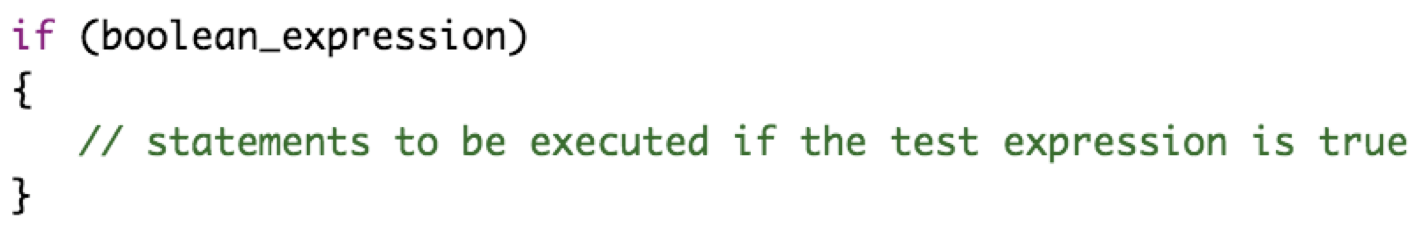 if (boolean_expression)
{
// statements to be executed if the test expression is true
}